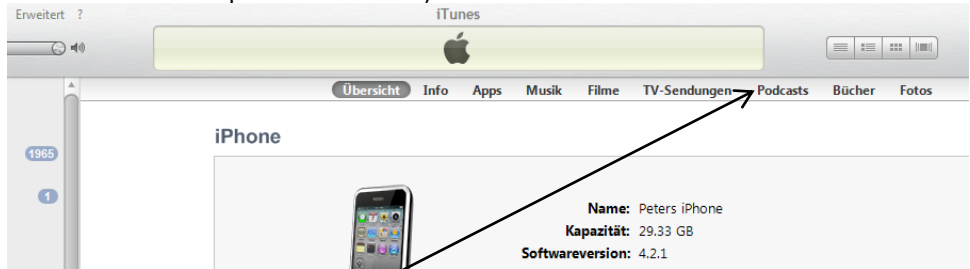 Erweitert ? iTunes
Übersicht Info Apps Musik Filme TV-Sendungen Podcasts Bücher Fotos
iPhone
1965
1
Name: Peters iPhone
Kapazität: 29.33 GB
Softwareversion: 4.2.1